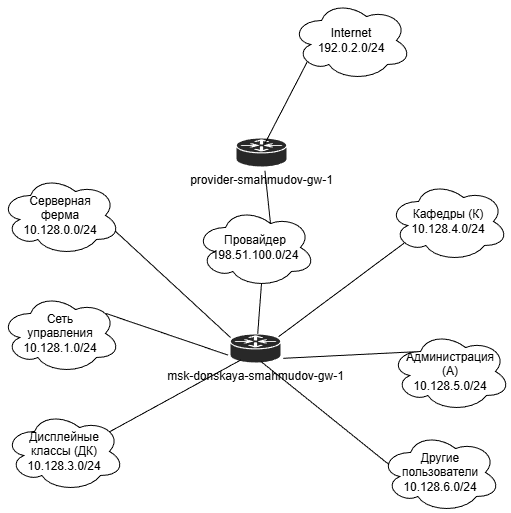 Internet
192.0.2.0/24
provider-smahmudov-gw-1
Серверная
ферма
10.128.0.0/24
Провайдер
198.51.100.0/24
Кафедры (К)
10.128.4.0/24
Сеть
управления
10.128.1.0/24
msk-donskaya-smahmudov-gw-1
Администрация
(А)
10.128.5.0/24
Дисплейные
классы (ДК)
10.128.3.0/24
Другие
пользователи
10.128.6.0/24